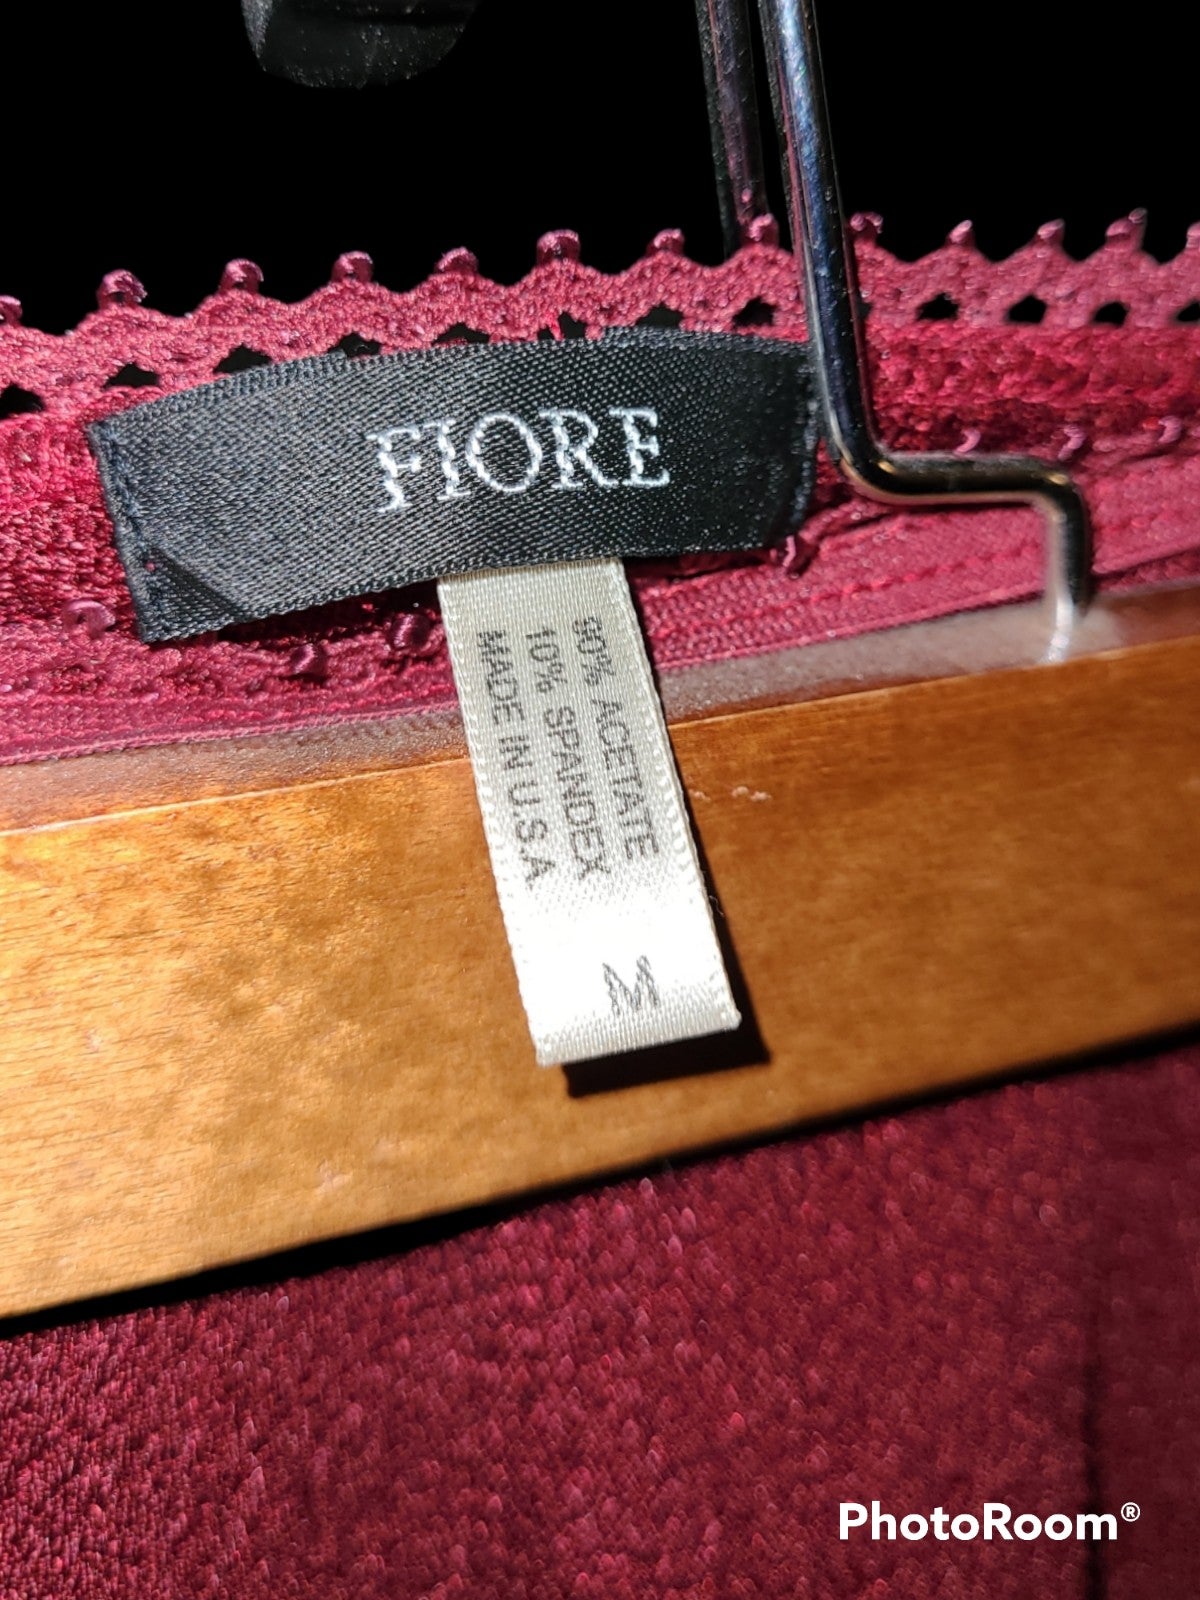 FIORE
90% ACETATE
10% SPANDEX
MADE IN U.S.A
M
PhotoRoom®